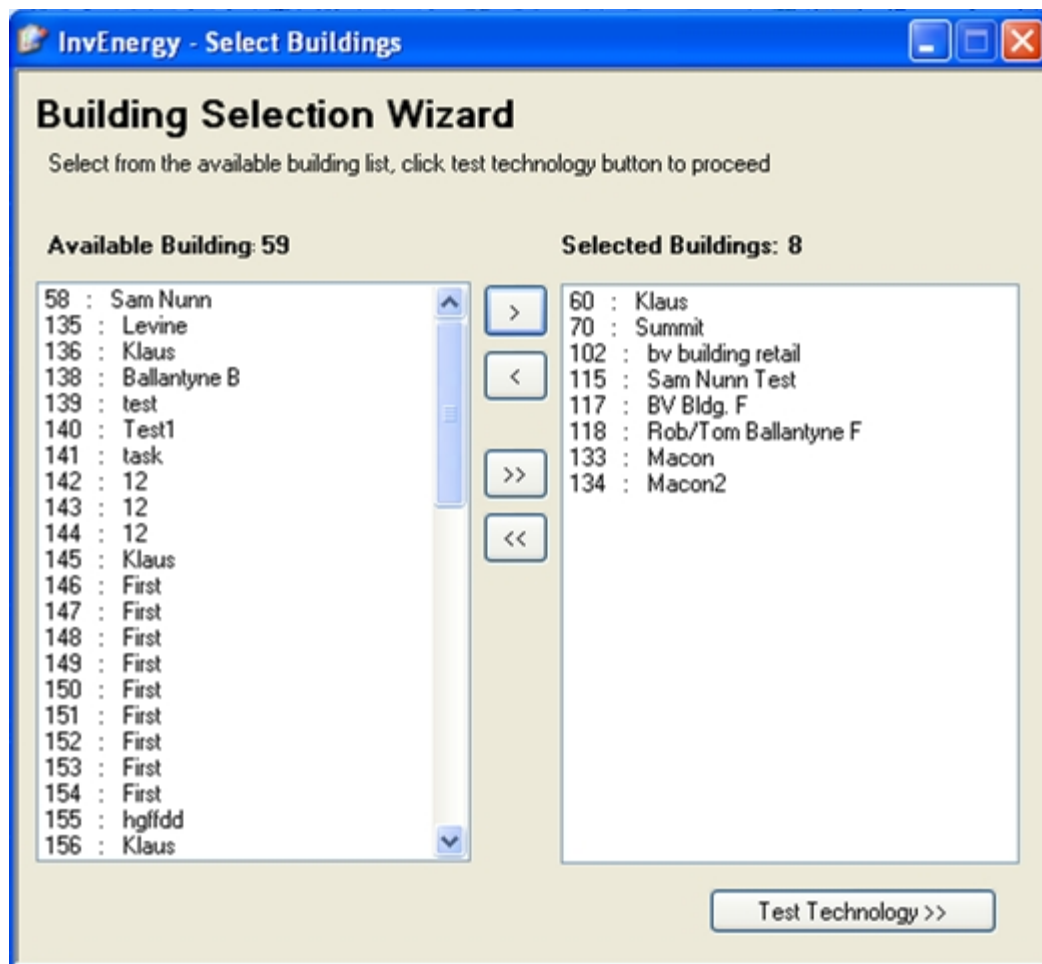 InvEnergy - Select Buildings
Building Selection Wizard
Select from the available building list, click test technology button to proceed
Available Building: 59
58 : Sam Nunn
135 : Levine
136 : Klaus
138 : Ballantyne B
139 : test
140 : Test1
141 : task
142 : 12
143 : 12
144 : 12
145 : Klaus
146 : First
147 : First
148 : First
149 : First
150 : First
151 : First
152 : First
153 : First
154 : First
155 : hgffdd
156 : Klaus
>
<
>>
<<
Selected Buildings: 8
60 : Klaus
70 : Summit
102 : bv building retail
115 : Sam Nunn Test
117 : BV Bldg. F
118 : Rob/Tom Ballantyne F
133 : Macon
134 : Macon2
Test Technology >>